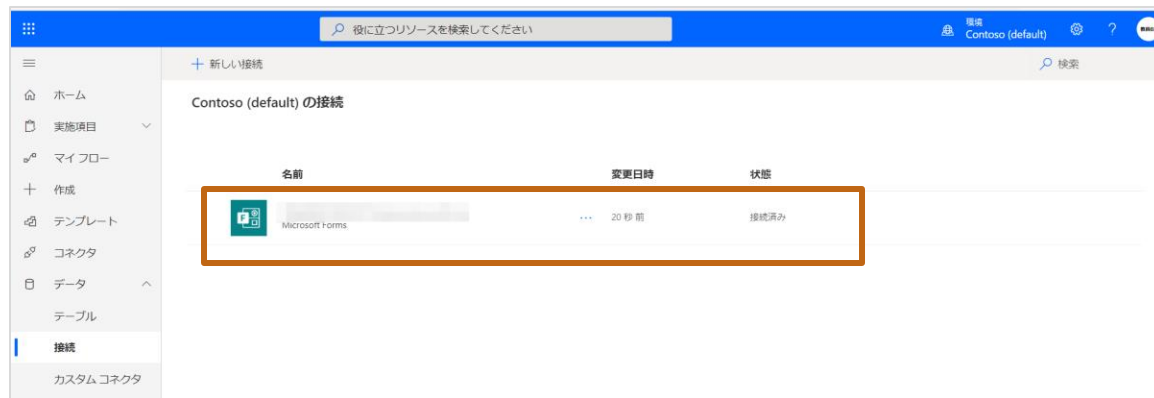 役に立つリソースを検索してください
環境
Contoso (default)
?
新しい接続
検索
ホーム
Contoso (default) の接続
実施項目
マイ フロー
作成
テンプレート
コネクタ
データ
テーブル
接続
カスタム コネクタ
名前 変更日時 状態
Microsoft Forms ... 20 秒 前 接続済み